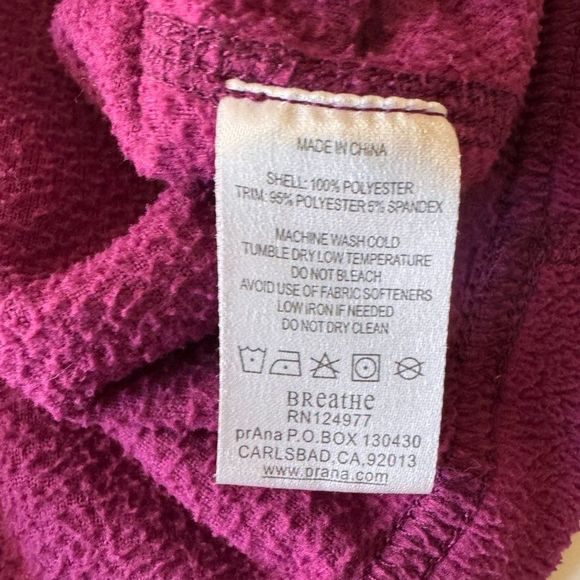 MADE IN CHINA
SHELL: 100% POLYESTER
TRIM: 95% POLYESTER 5% SPANDEX
MACHINE WASH COLD
TUMBLE DRY LOW TEMPERATURE
DO NOT BLEACH
AVOID USE OF FABRIC SOFTENERS
LOW IRON IF NEEDED
DO NOT DRY CLEAN
BReatHe
RN124977
prAna P.O.BOX 130430
CARLSBAD,CA,92013
www.prana.com